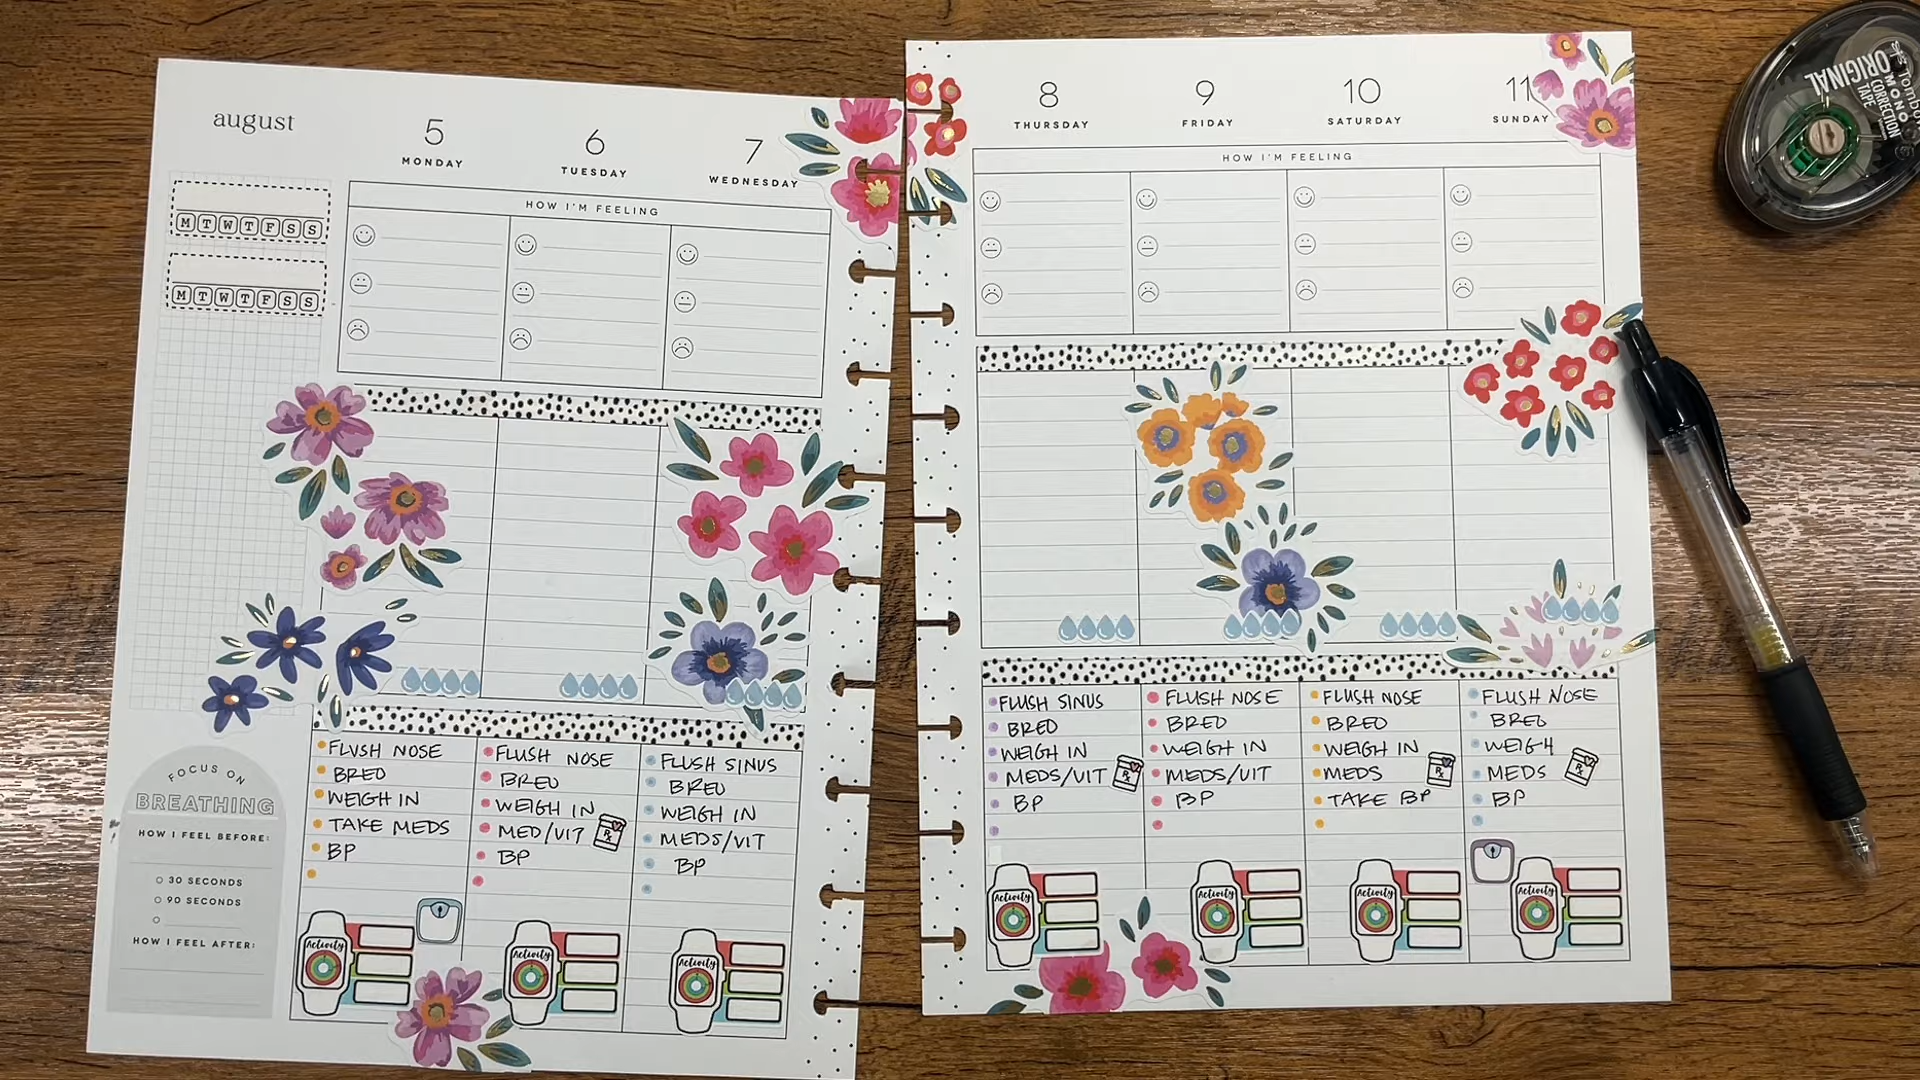 august
5
MONDAY
6
TUESDAY
7
WEDNESDAY
HOW I'M FEELING
M T W T F S S
M T W T F S S
FOCUS ON
BREATHING
HOW I FEEL BEFORE:
30 SECONDS
90 SECONDS
HOW I FEEL AFTER:
FLUSH NOSE
BREO
WEIGH IN
TAKE MEDS
BP
Activity
FLUSH NOSE
BREO
WEIGH IN
MED/VIT
RX
BP
Activity
FLUSH SINUS
BREO
WEIGH IN
MEDS/VIT
BP
Activity
8
THURSDAY
9
FRIDAY
10
SATURDAY
11
SUNDAY
HOW I'M FEELING
FLUSH SINUS
BREO
WEIGH IN
MEDS/VIT
RX
BP
Activity
FLUSH NOSE
BREO
WEIGH IN
MEDS/VIT
BP
Activity
FLUSH NOSE
BREO
WEIGH IN
MEDS
RX
TAKE BP
Activity
FLUSH NOSE
BREO
WEIGH
MEDS
RX
BP
Activity
Tombow
MONO
ORIGINAL
CORRECTION
TAPE